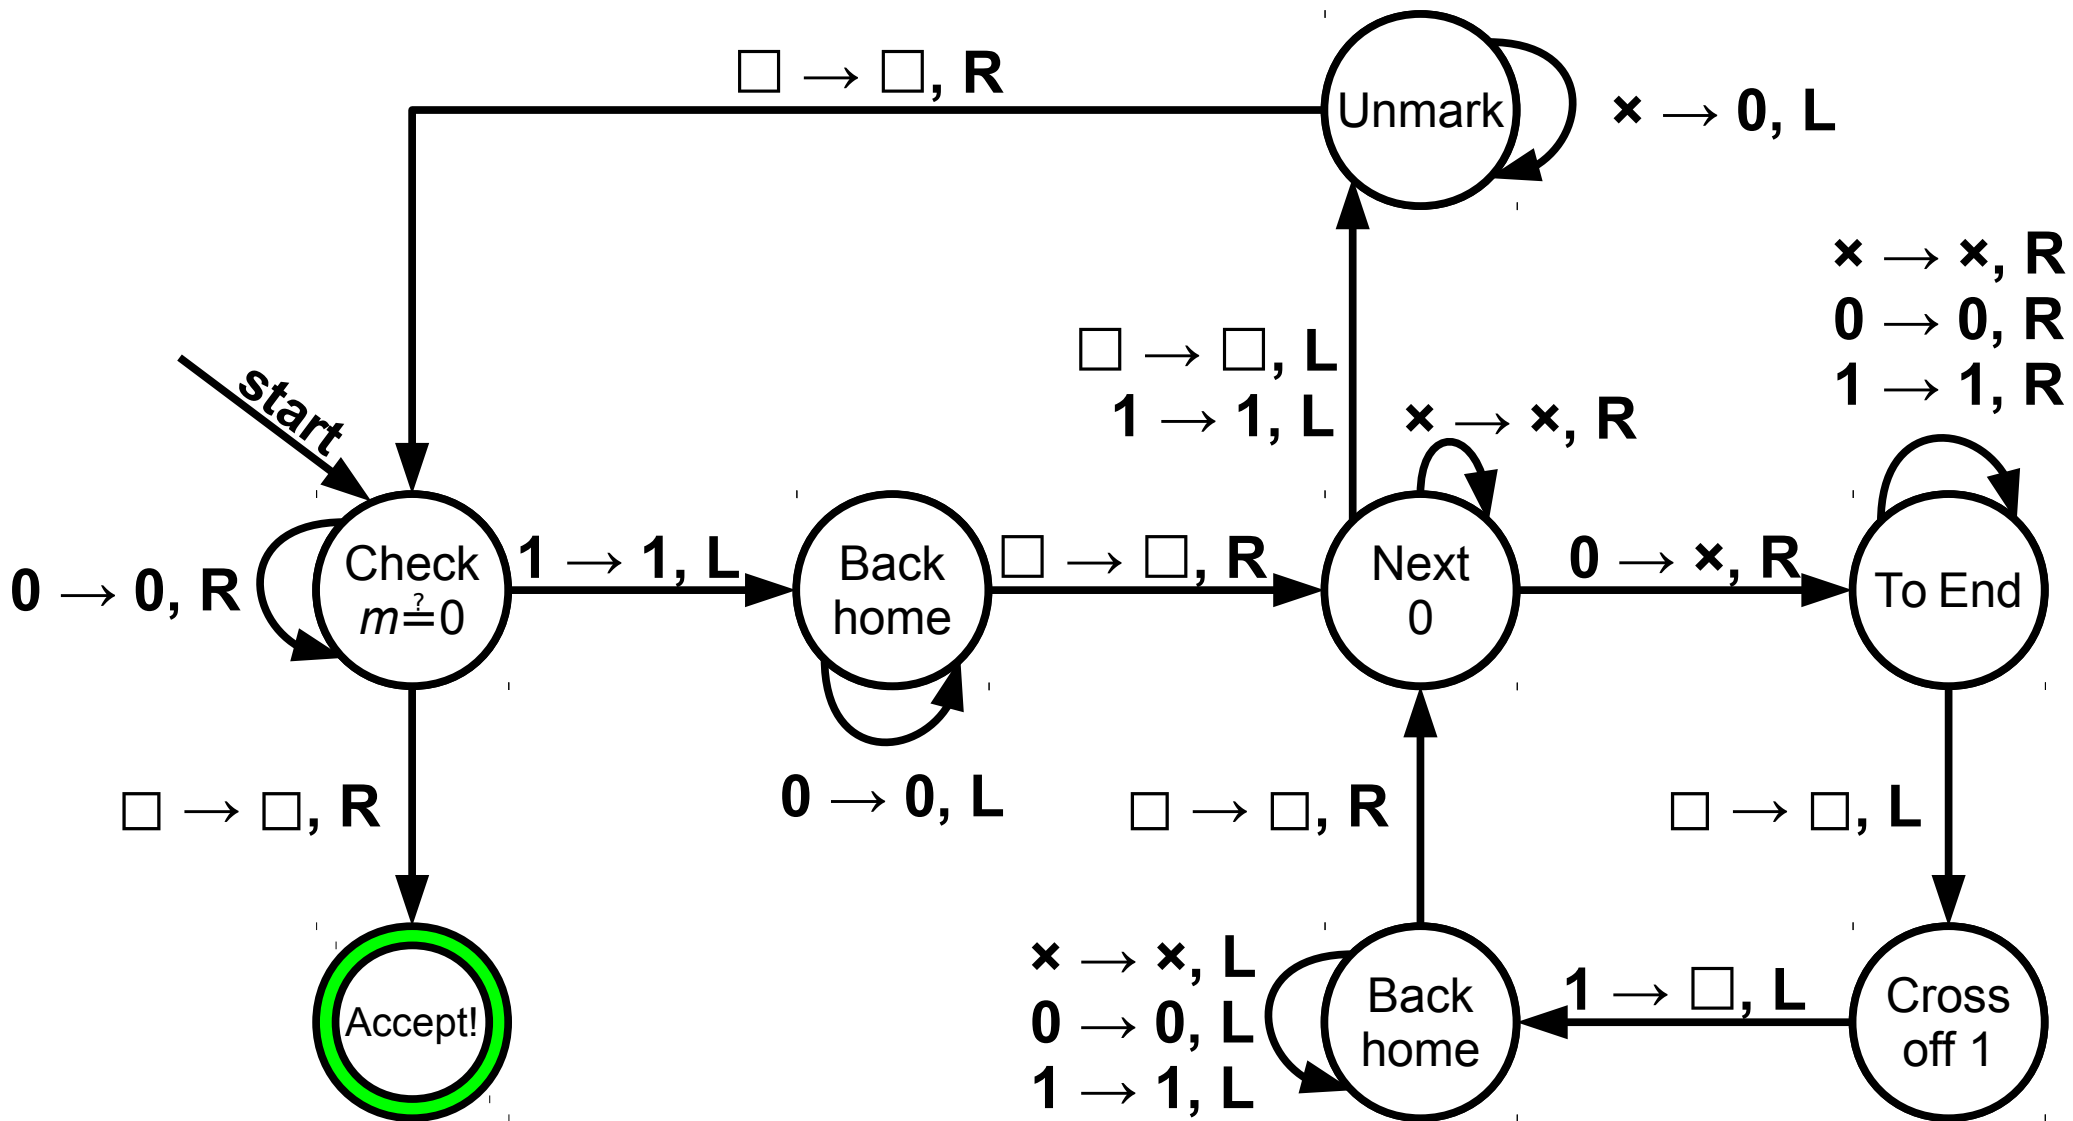 □ → □, R
Unmark
× → 0, L
× → ×, R
0 → 0, R
1 → 1, R
□ → □, L
1 → 1, L
× → ×, R
start
0 → 0, R
Check
m≟0
1 → 1, L
Back
home
□ → □, R
Next
0
0 → ×, R
To End
0 → 0, L
□ → □, R
□ → □, R
□ → □, L
Accept!
× → ×, L
0 → 0, L
1 → 1, L
Back
home
1 → □, L
Cross
off 1